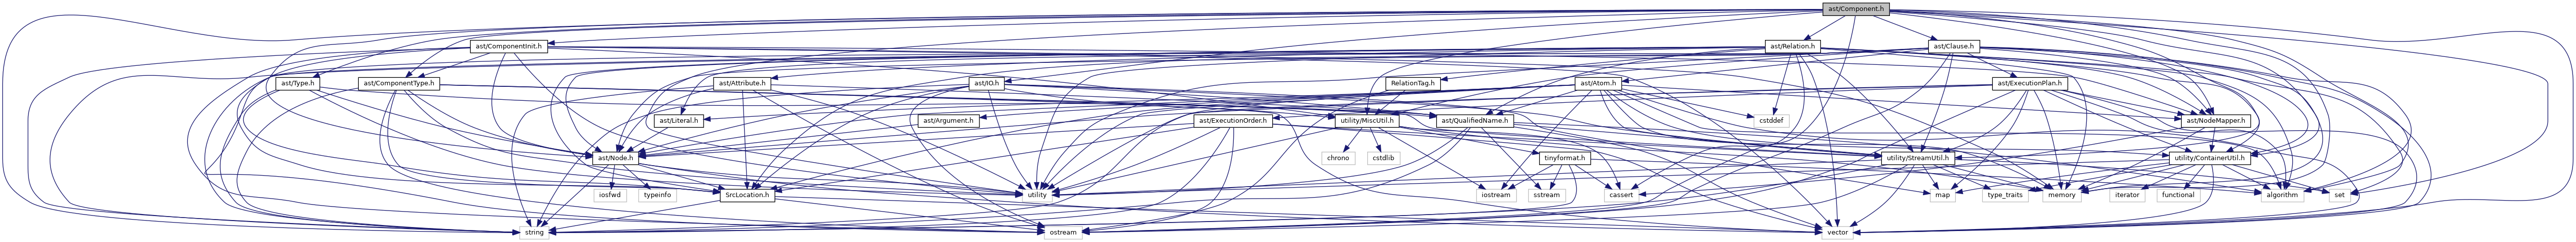 ast/Component.h
ast/ComponentInit.h
ast/Relation.h
ast/Clause.h
ast/Type.h
ast/ComponentType.h
ast/Attribute.h
ast/IO.h
RelationTag.h
ast/Atom.h
ast/ExecutionPlan.h
ast/Literal.h
ast/Argument.h
ast/ExecutionOrder.h
utility/MiscUtil.h
ast/QualifiedName.h
cstddef
ast/NodeMapper.h
ast/Node.h
chrono
cstdlib
tinyformat.h
utility/StreamUtil.h
utility/ContainerUtil.h
iosfwd
typeinfo
SrcLocation.h
utility
iostream
sstream
cassert
map
type_traits
memory
iterator
functional
algorithm
set
string
ostream
vector